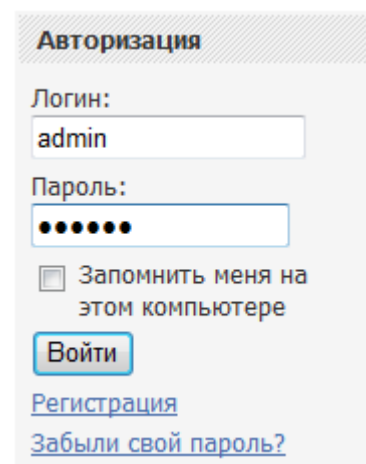 Авторизация
Логин:
admin
Пароль:
●●●●●●
Запомнить меня на
этом компьютере
Войти
Регистрация
Забыли свой пароль?